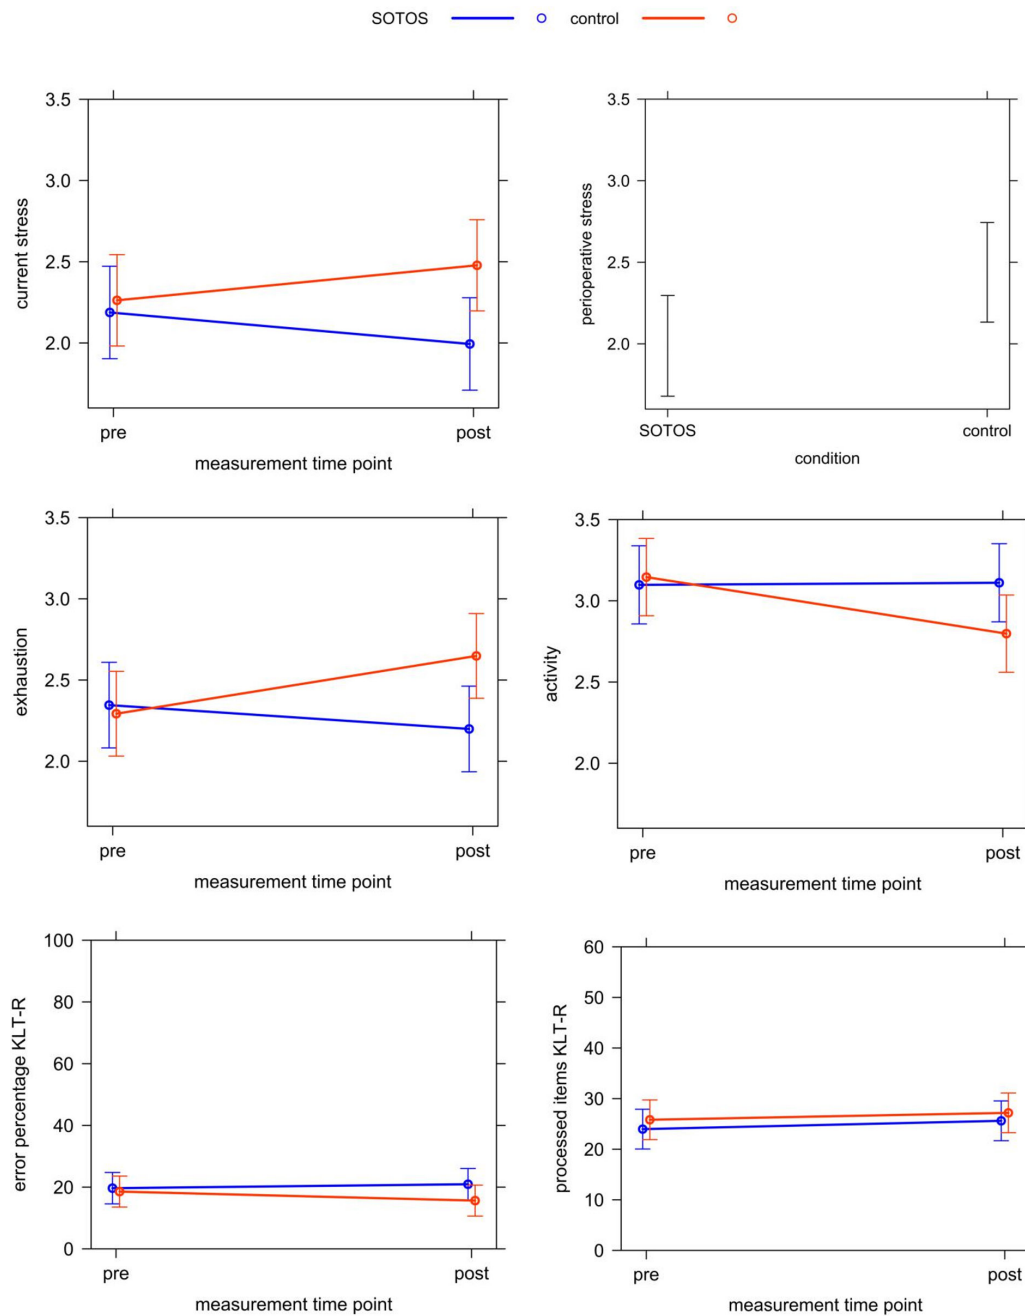 SOTOS control
current stress
3.5
3.0
2.5
2.0
pre post
measurement time point
perioperative stress
3.5
3.0
2.5
2.0
SOTOS control
condition
exhaustion
3.5
3.0
2.5
2.0
pre post
measurement time point
activity
3.5
3.0
2.5
2.0
pre post
measurement time point
error percentage KLT-R
100
80
60
40
20
0
pre post
measurement time point
processed items KLT-R
60
50
40
30
20
10
0
pre post
measurement time point